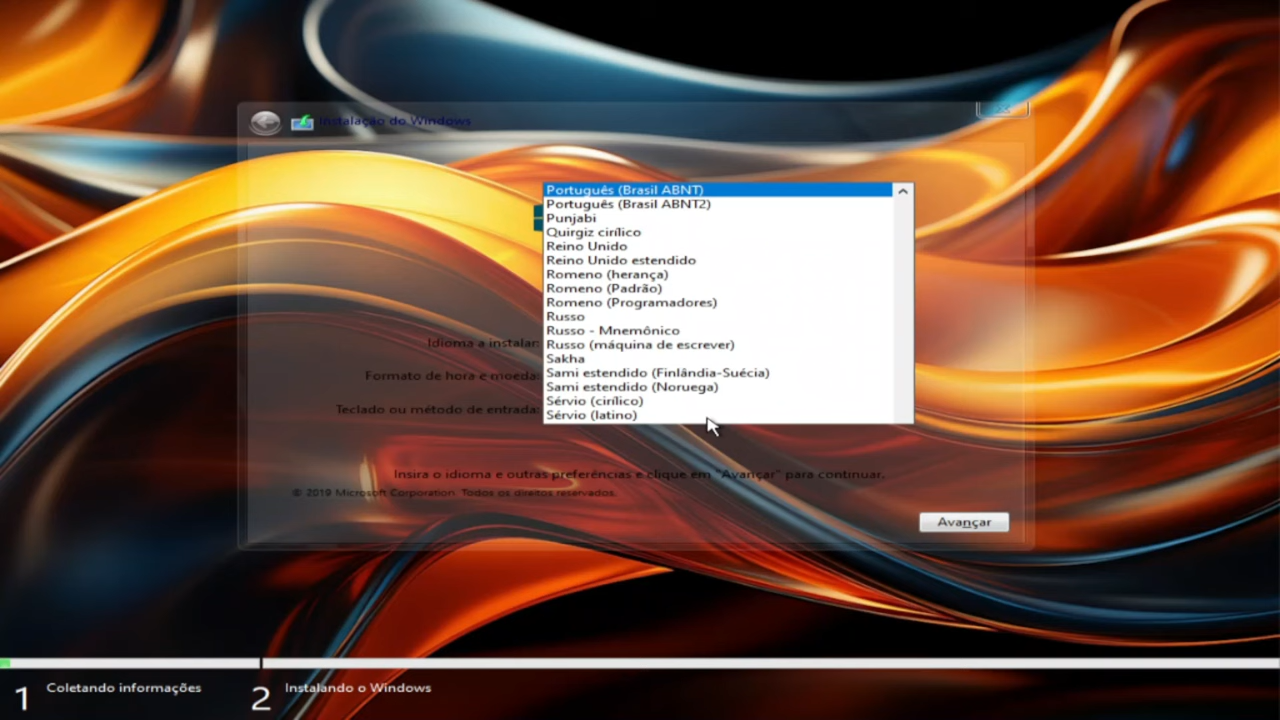 Instalação do Windows
Português (Brasil ABNT)
Português (Brasil ABNT2)
Punjabi
Quirgiz cirílico
Reino Unido
Reino Unido estendido
Romeno (herança)
Romeno (Padrão)
Romeno (Programadores)
Russo
Russo - Mnemônico
Russo (máquina de escrever)
Sakha
Sami estendido (Finlândia-Suécia)
Sami estendido (Noruega)
Sérvio (cirílico)
Sérvio (latino)
Idioma a instalar:
Formato de hora e moeda:
Teclado ou método de entrada:
Insira o idioma e outras preferências e clique em "Avançar" para continuar.
© 2019 Microsoft Corporation. Todos os direitos reservados.
Avançar
1 Coletando informações
2 Instalando o Windows